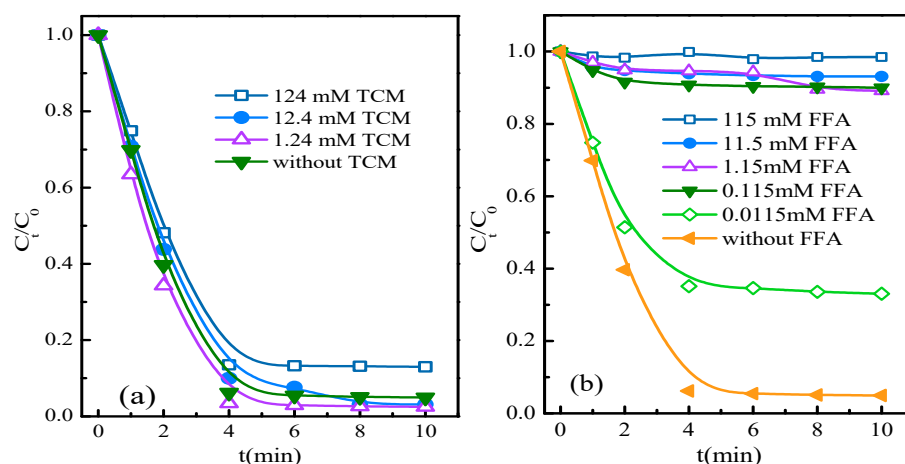 1.0
0.8
0.6
0.4
0.2
0.0
C_t/C_0
124 mM TCM
12.4 mM TCM
1.24 mM TCM
without TCM
(a)
0 2 4 6 8 10
t(min)
1.0
0.8
0.6
0.4
0.2
0.0
C_t/C_0
115 mM FFA
11.5 mM FFA
1.15mM FFA
0.115mM FFA
0.0115mM FFA
without FFA
(b)
0 2 4 6 8 10
t(min)